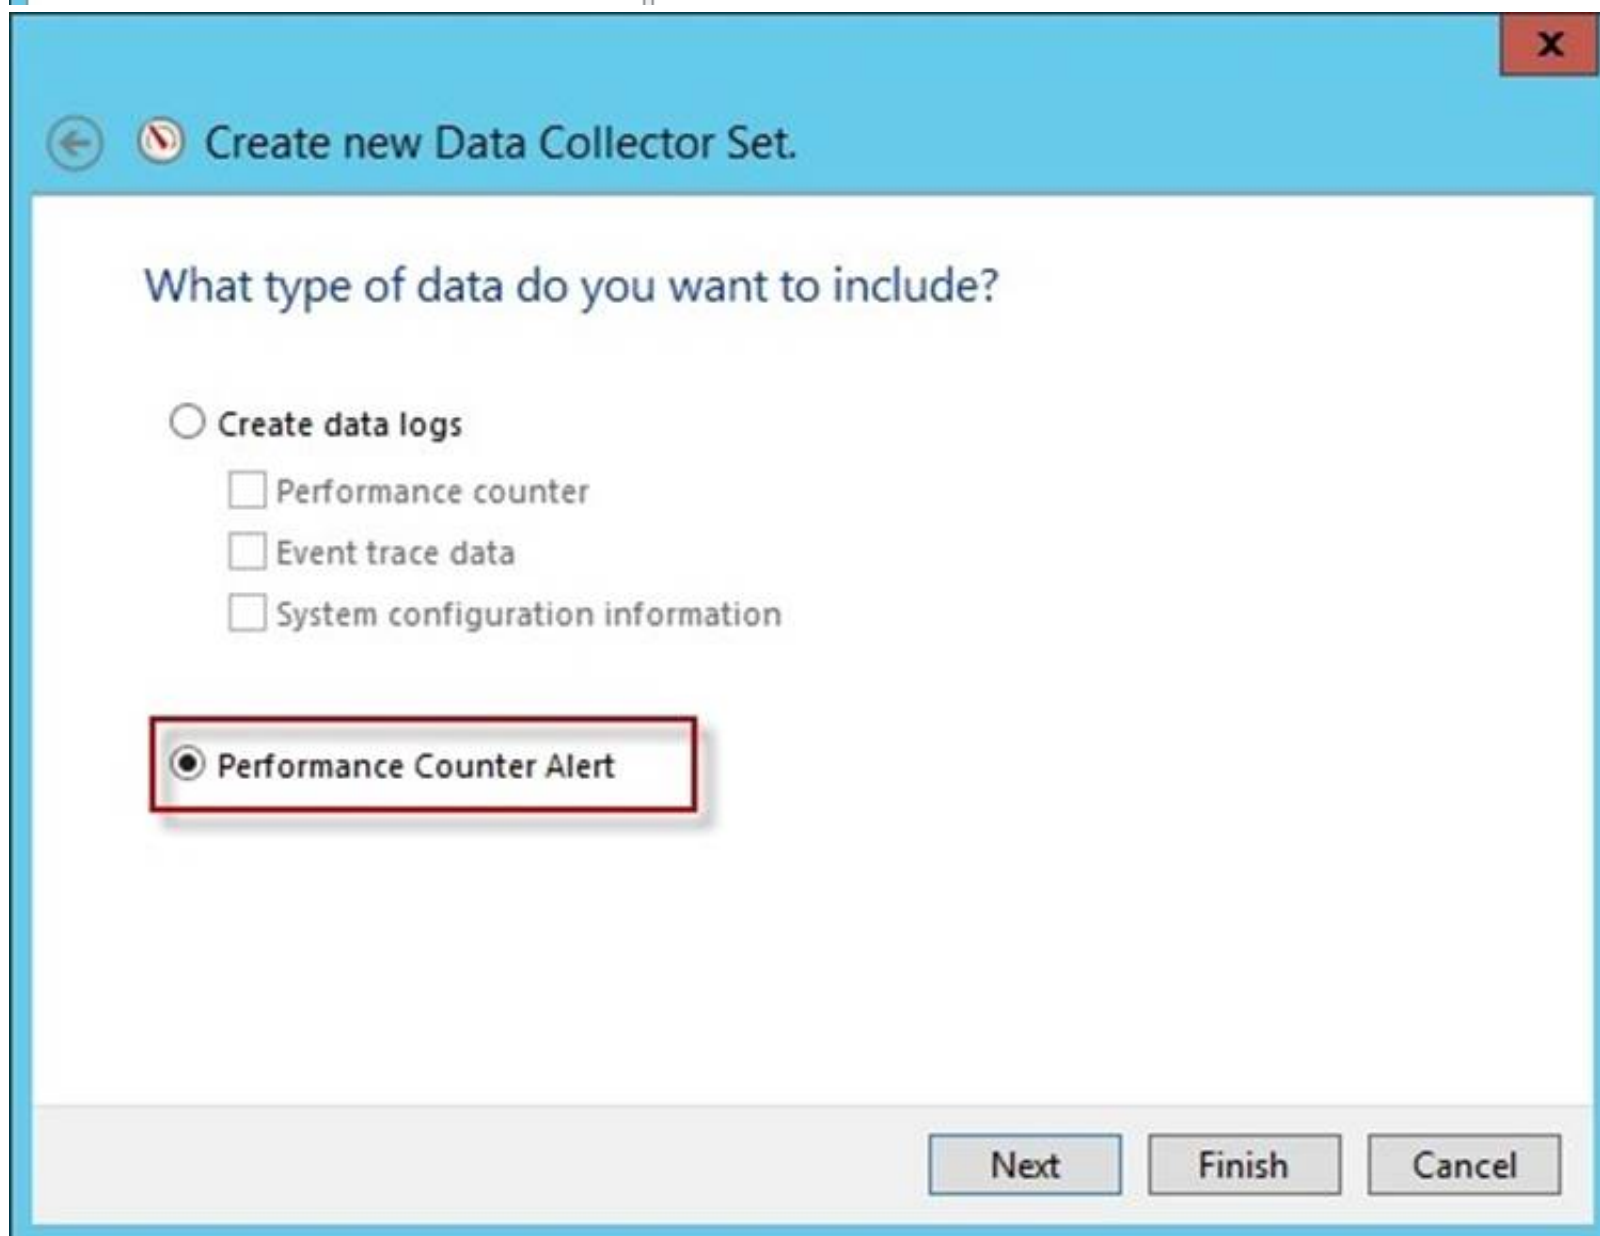 x
Create new Data Collector Set.
What type of data do you want to include?
Create data logs
Performance counter
Event trace data
System configuration information
Performance Counter Alert
Next Finish Cancel